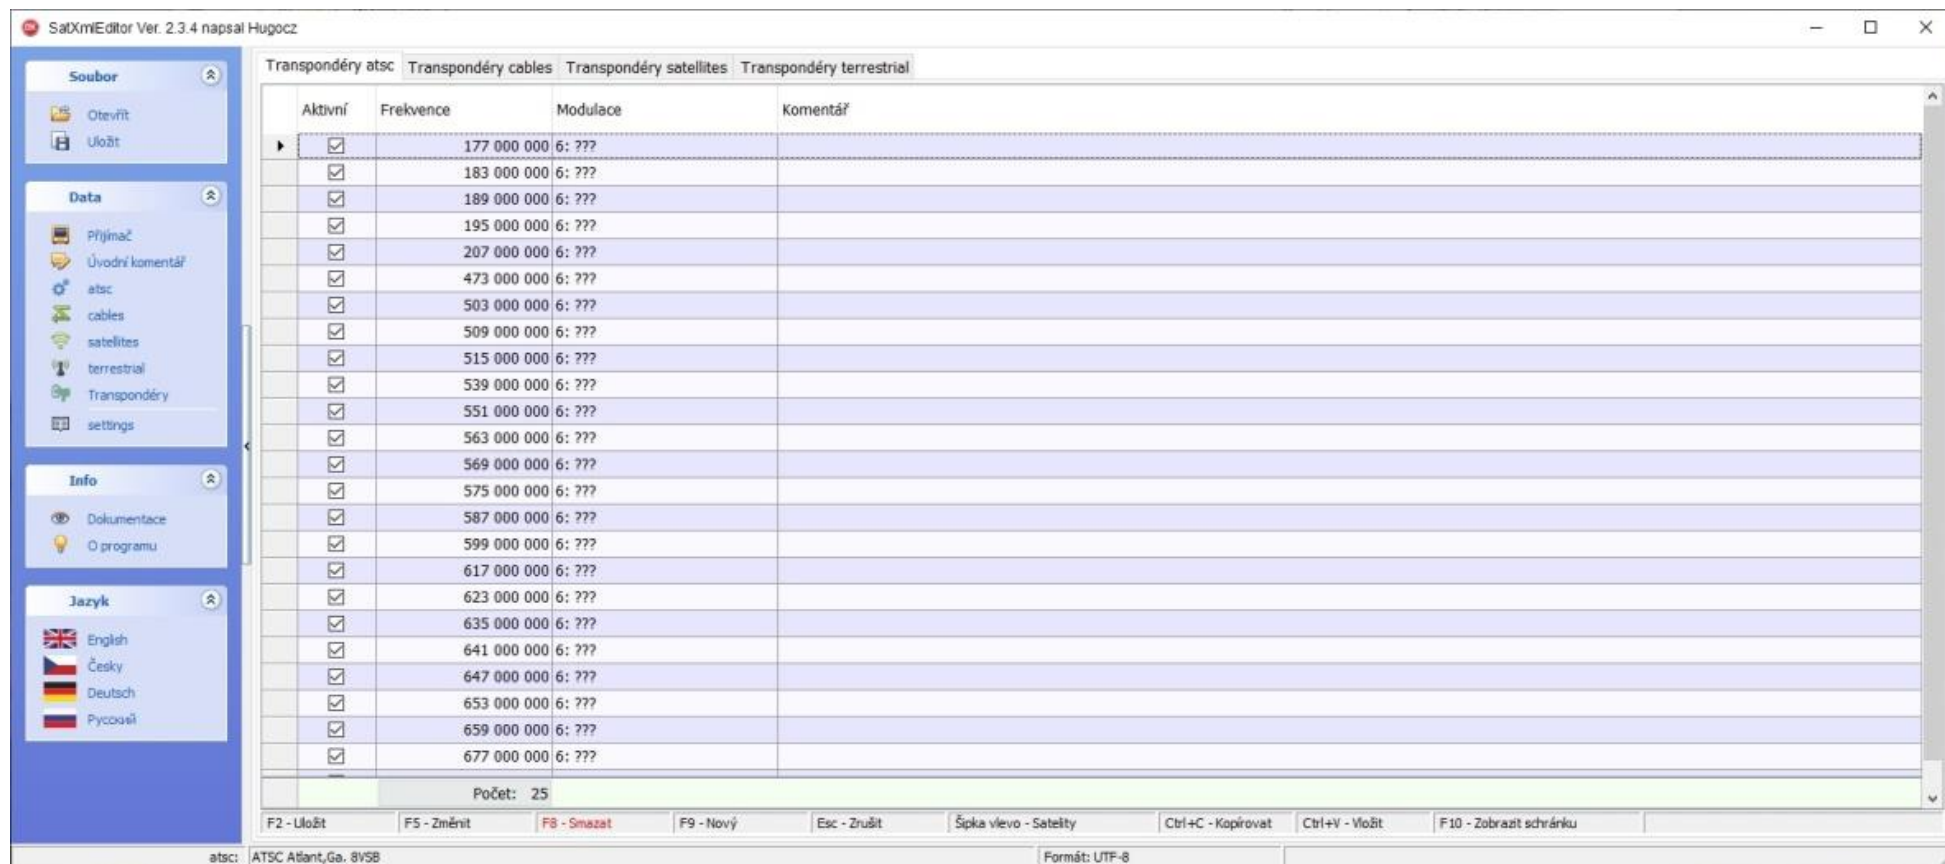 SatXmlEditor Ver. 2.3.4 napsal Hugocz
Soubor
Otevřít
Uložit
Data
Přijímač
Úvodní komentář
atsc
cables
satellites
terrestrial
Transpondéry
settings
Info
Dokumentace
O programu
Jazyk
English
Česky
Deutsch
Русский
Transpondéry atsc Transpondéry cables Transpondéry satellites Transpondéry terrestrial
Aktivní Frekvence Modulace Komentář
177 000 000 6: ???
183 000 000 6: ???
189 000 000 6: ???
195 000 000 6: ???
207 000 000 6: ???
473 000 000 6: ???
503 000 000 6: ???
509 000 000 6: ???
515 000 000 6: ???
539 000 000 6: ???
551 000 000 6: ???
563 000 000 6: ???
569 000 000 6: ???
575 000 000 6: ???
587 000 000 6: ???
599 000 000 6: ???
617 000 000 6: ???
623 000 000 6: ???
635 000 000 6: ???
641 000 000 6: ???
647 000 000 6: ???
653 000 000 6: ???
659 000 000 6: ???
677 000 000 6: ???
Počet: 25
F2 - Uložit F5 - Změnit F8 - Smazat F9 - Nový Esc - Zrušit Šipka vlevo - Satelity Ctrl+C - Kopírovat Ctrl+V - Vložit F10 - Zobrazit schránku
atsc: ATSC Atlant,Ga. 8VSB Formát: UTF-8